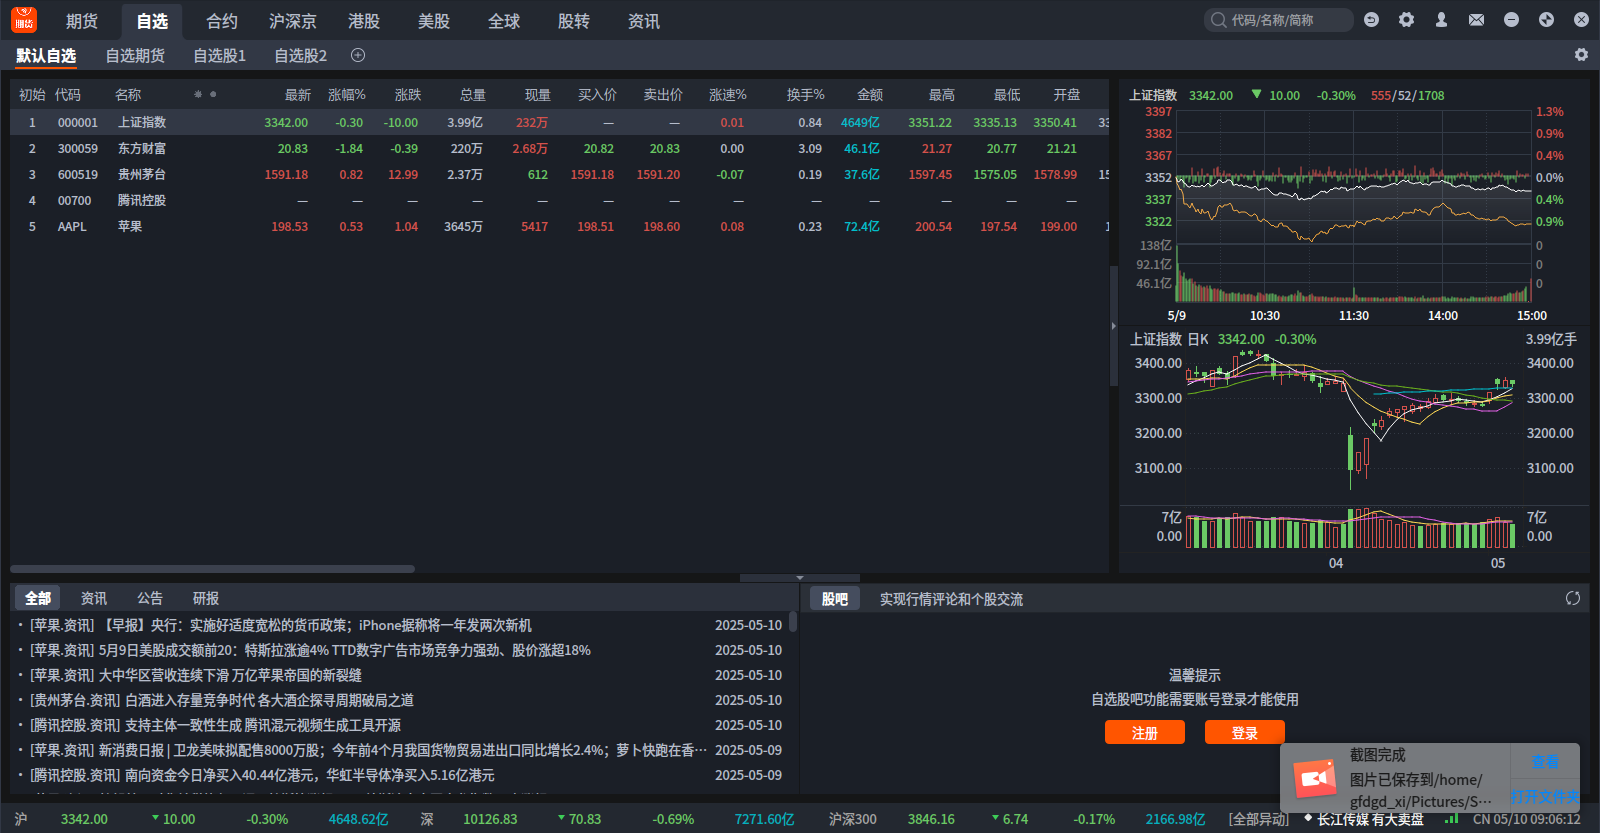 期货 期货 自选 合约 沪深京 港股 美股 全球 股转 资讯 代码/名称/简称
默认自选 自选期货 自选股1 自选股2
初始 代码 名称 最新 涨幅% 涨跌 总量 现量 买入价 卖出价 涨速% 换手% 金额 最高 最低 开盘
1 000001 上证指数 3342.00 -0.30 -10.00 3.99亿 232万 — — 0.01 0.84 4649亿 3351.22 3335.13 3350.41 33
2 300059 东方财富 20.83 -1.84 -0.39 220万 2.68万 20.82 20.83 0.00 3.09 46.1亿 21.27 20.77 21.21
3 600519 贵州茅台 1591.18 0.82 12.99 2.37万 612 1591.18 1591.20 -0.07 0.19 37.6亿 1597.45 1575.05 1578.99 15
4 00700 腾讯控股 — — — — — — — — — — — — —
5 AAPL 苹果 198.53 0.53 1.04 3645万 5417 198.51 198.60 0.08 0.23 72.4亿 200.54 197.54 199.00 1
上证指数 3342.00 ▼ 10.00 -0.30% 555/52/1708
3397 1.3%
3382 0.9%
3367 0.4%
3352 0.0%
3337 0.4%
3322 0.9%
138亿 0
92.1亿 0
46.1亿 0
5/9 10:30 11:30 14:00 15:00
上证指数 日K 3342.00 -0.30% 3.99亿手
3400.00 3400.00
3300.00 3300.00
3200.00 3200.00
3100.00 3100.00
7亿 7亿
0.00 0.00
04 05
全部 资讯 公告 研报
· [苹果.资讯] 【早报】央行：实施好适度宽松的货币政策；iPhone据称将一年发两次新机 2025-05-10
· [苹果.资讯] 5月9日美股成交额前20：特斯拉涨逾4% TTD数字广告市场竞争力强劲、股价涨超18% 2025-05-10
· [苹果.资讯] 大中华区营收连续下滑 万亿苹果帝国的新裂缝 2025-05-10
· [贵州茅台.资讯] 白酒进入存量竞争时代 各大酒企探寻周期破局之道 2025-05-10
· [腾讯控股.资讯] 支持主体一致性生成 腾讯混元视频生成工具开源 2025-05-10
· [苹果.资讯] 新消费日报 | 卫龙美味拟配售8000万股；今年前4个月我国货物贸易进出口同比增长2.4%；萝卜快跑在香… 2025-05-09
· [腾讯控股.资讯] 南向资金今日净买入40.44亿港元，华虹半导体净买入5.16亿港元 2025-05-09
股吧 实现行情评论和个股交流
温馨提示
自选股吧功能需要账号登录才能使用
注册 登录
截图完成
图片已保存到/home/
gfdgd_xi/Pictures/S…
查看
打开文件夹
沪 3342.00 ▼ 10.00 -0.30% 4648.62亿 深 10126.83 ▼ 70.83 -0.69% 7271.60亿 沪深300 3846.16 ▼ 6.74 -0.17% 2166.98亿 [全部异动] 长江传媒 有大卖盘 CN 05/10 09:06:12